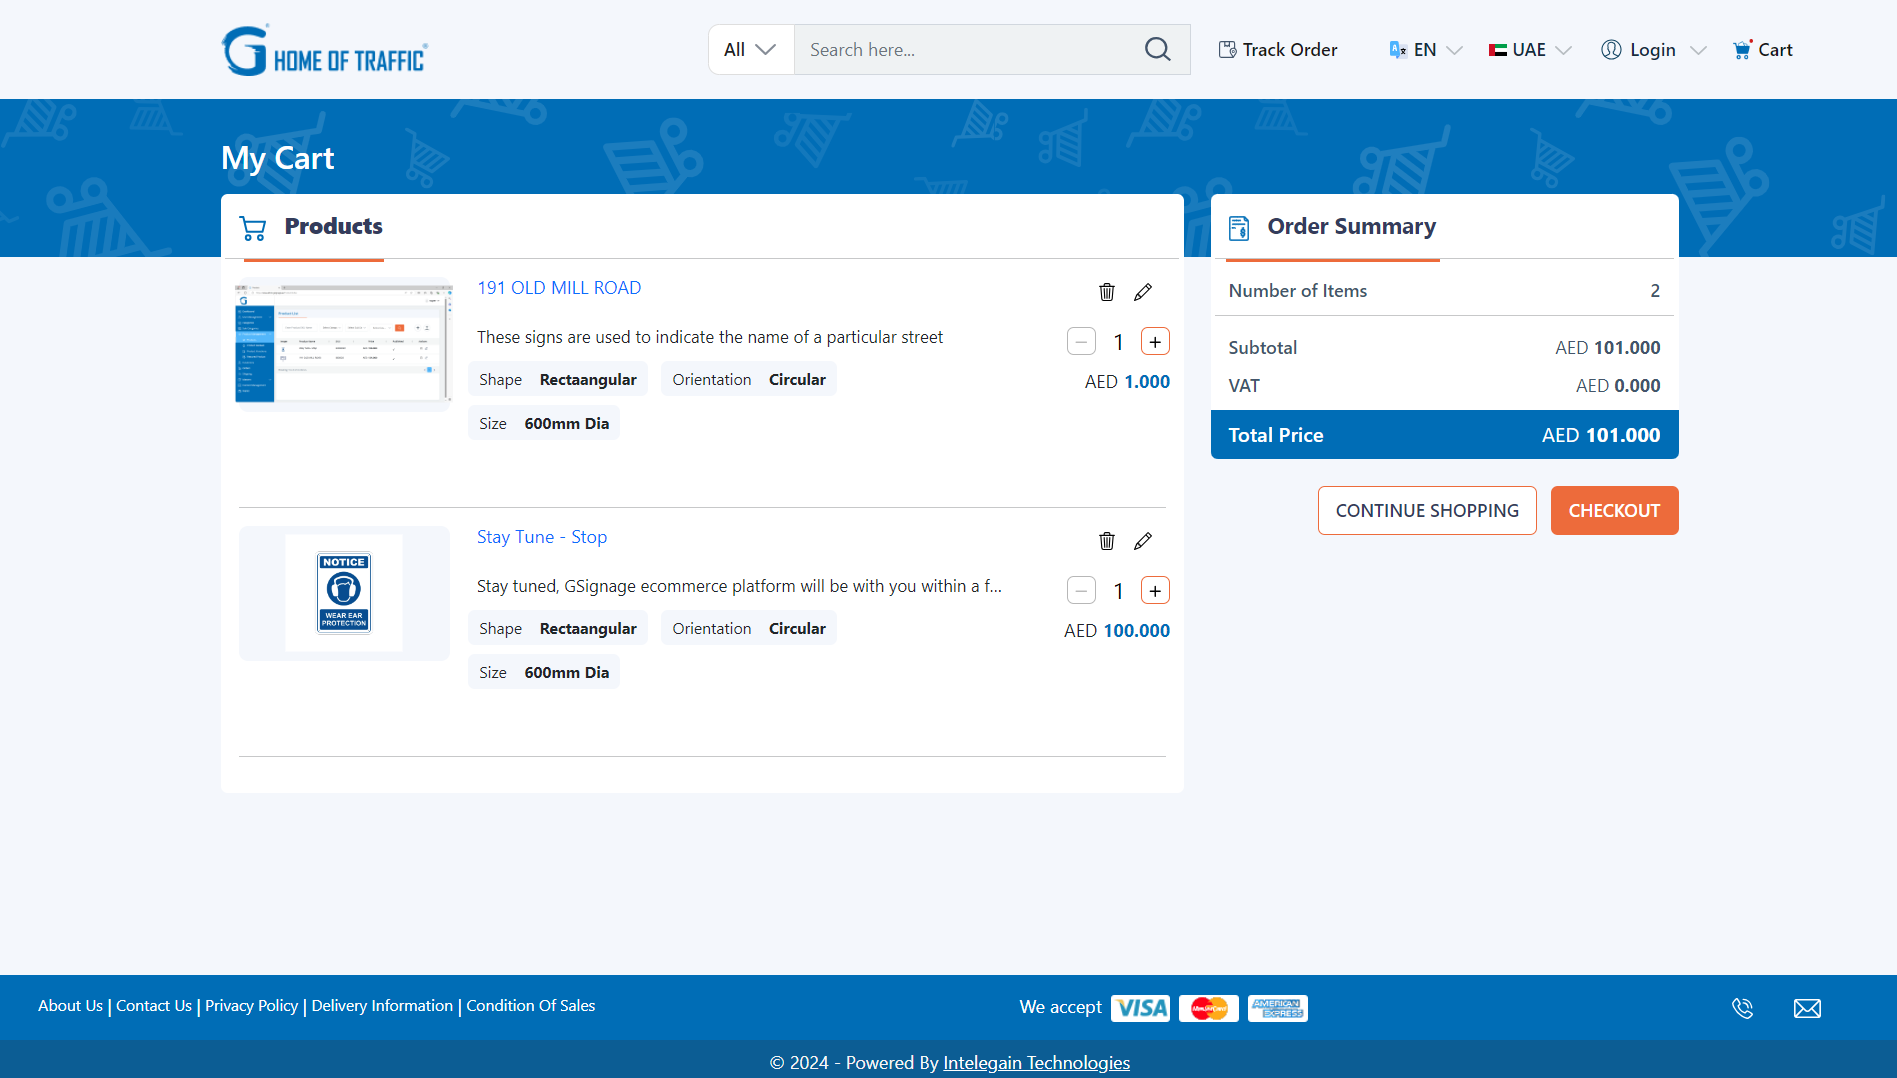 G HOME OF TRAFFIC
All
Search here...
Track Order
EN
UAE
Login
Cart
My Cart
Products
191 OLD MILL ROAD
These signs are used to indicate the name of a particular street
1
Shape Rectaangular
Orientation Circular
AED 1.000
Size 600mm Dia
Stay Tune - Stop
NOTICE
WEAR EAR
PROTECTION
Stay tuned, GSignage ecommerce platform will be with you within a f...
1
Shape Rectaangular
Orientation Circular
AED 100.000
Size 600mm Dia
Order Summary
Number of Items 2
Subtotal AED 101.000
VAT AED 0.000
Total Price AED 101.000
CONTINUE SHOPPING
CHECKOUT
About Us | Contact Us | Privacy Policy | Delivery Information | Condition Of Sales
We accept VISA MasterCard AMERICAN EXPRESS
© 2024 - Powered By Intelegain Technologies